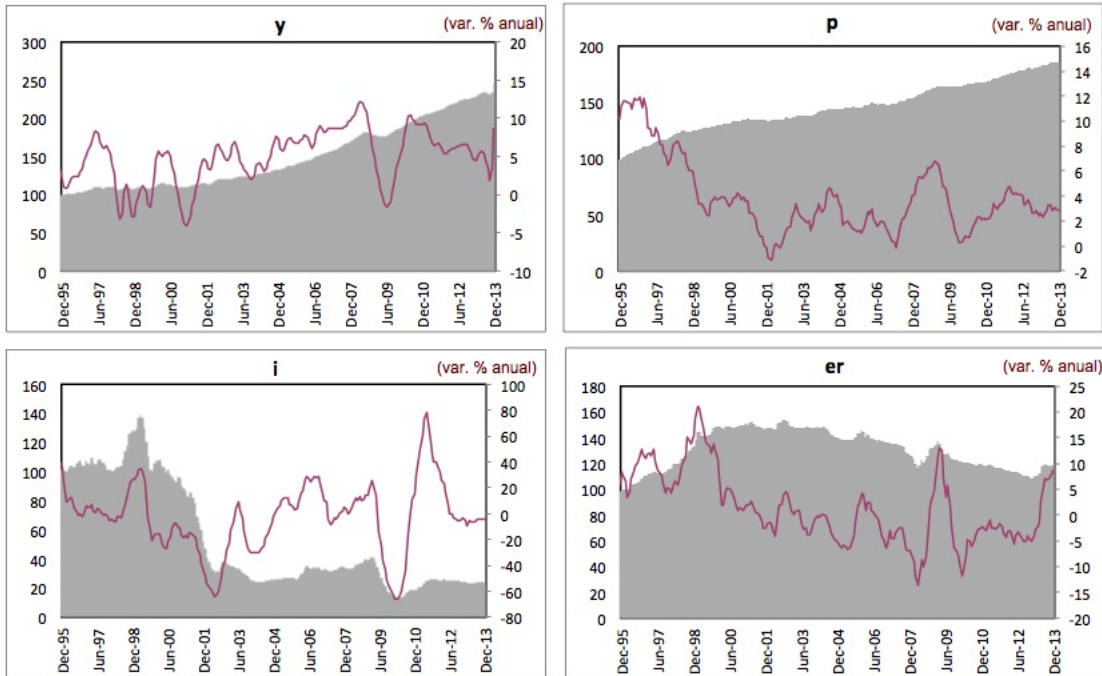 y
(var. % anual)
300
250
200
150
100
50
0
20
15
10
5
0
-5
-10
Dec-95
Jun-97
Dec-98
Jun-00
Dec-01
Jun-03
Dec-04
Jun-06
Dec-07
Jun-09
Dec-10
Jun-12
Dec-13
p
(var. % anual)
200
150
100
50
0
16
14
12
10
8
6
4
2
0
-2
Dec-95
Jun-97
Dec-98
Jun-00
Dec-01
Jun-03
Dec-04
Jun-06
Dec-07
Jun-09
Dec-10
Jun-12
Dec-13
i
(var. % anual)
160
140
120
100
80
60
40
20
0
100
80
60
40
20
0
-20
-40
-60
-80
Dec-95
Jun-97
Dec-98
Jun-00
Dec-01
Jun-03
Dec-04
Jun-06
Dec-07
Jun-09
Dec-10
Jun-12
Dec-13
er
(var. % anual)
180
160
140
120
100
80
60
40
20
0
25
20
15
10
5
0
-5
-10
-15
-20
Dec-95
Jun-97
Dec-98
Jun-00
Dec-01
Jun-03
Dec-04
Jun-06
Dec-07
Jun-09
Dec-10
Jun-12
Dec-13